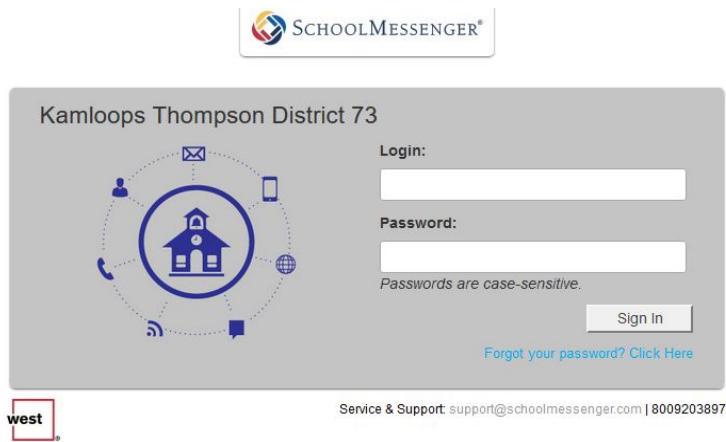 SCHOOLMESSENGER®
Kamloops Thompson District 73
Login:
Password:
Passwords are case-sensitive.
Sign In
Forgot your password? Click Here
west®
Service & Support: support@schoolmessenger.com | 8009203897